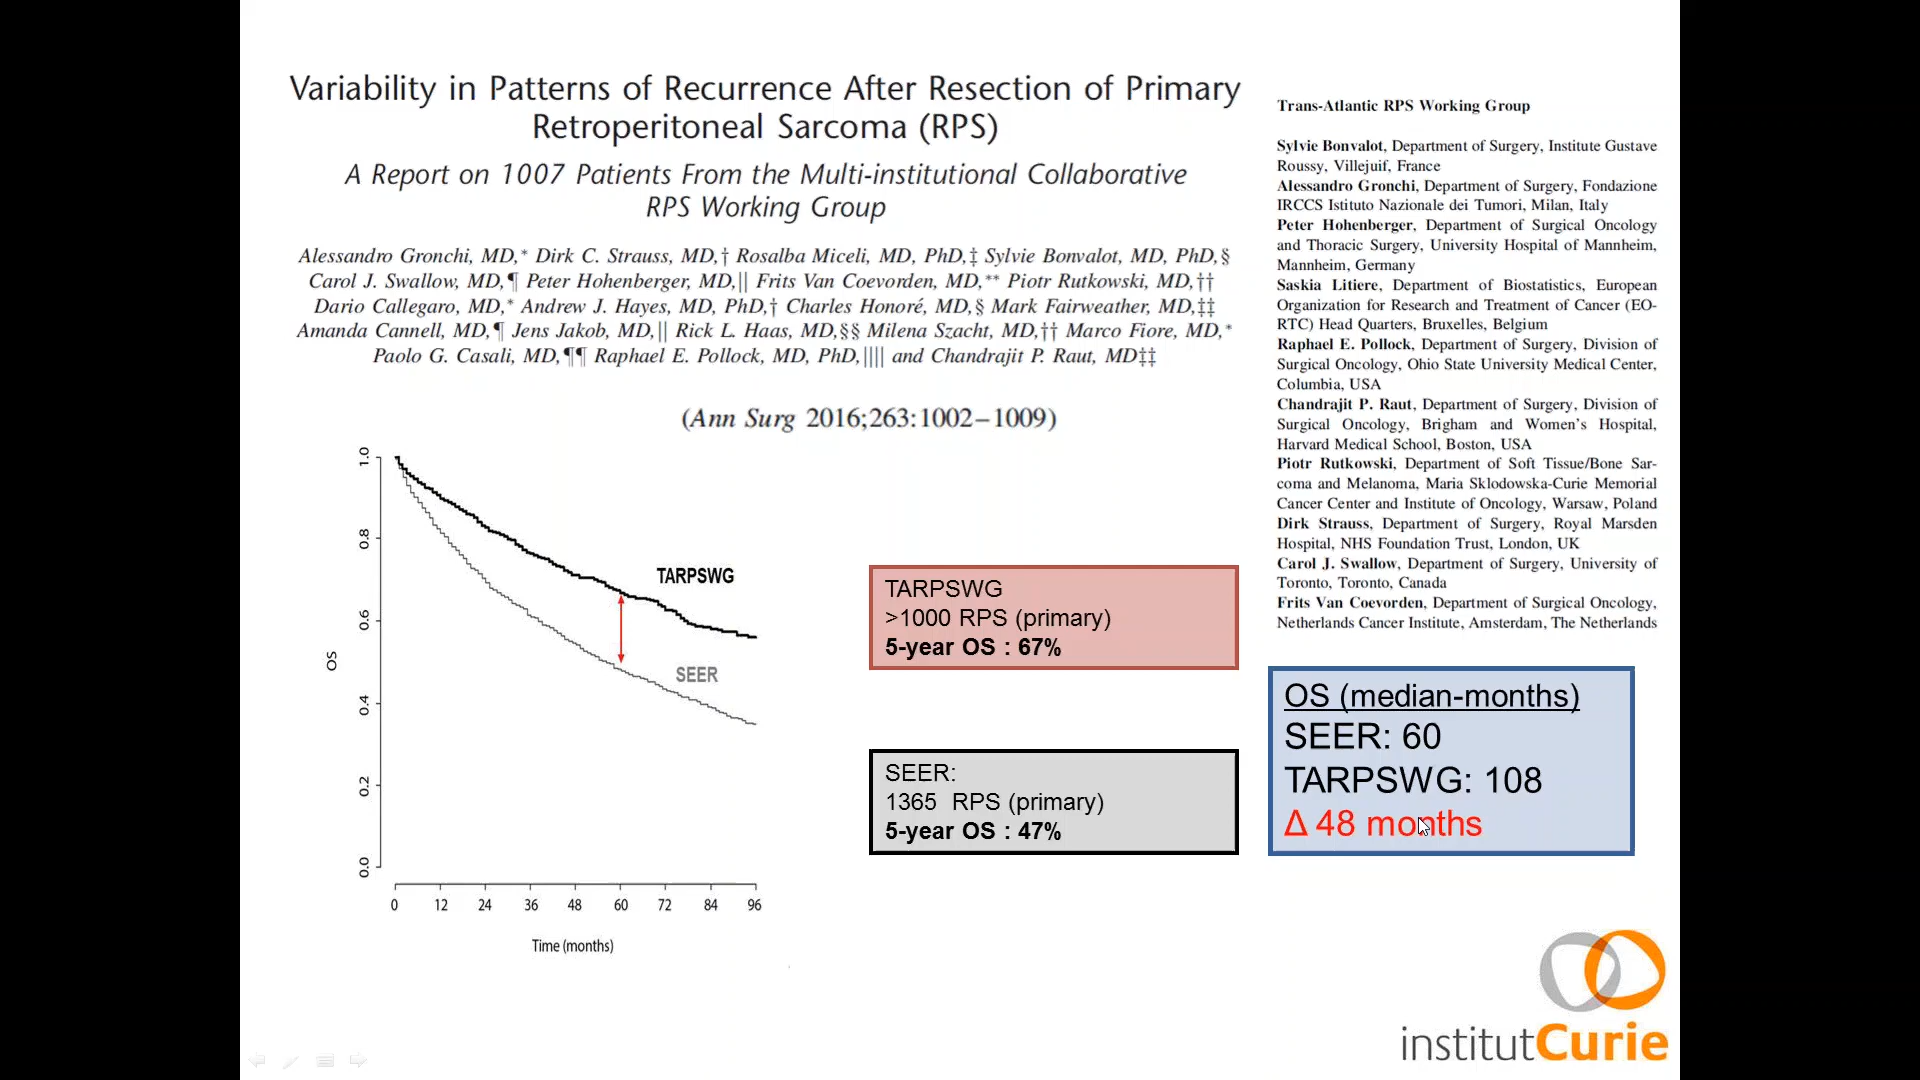 Variability in Patterns of Recurrence After Resection of Primary
Retroperitoneal Sarcoma (RPS)
A Report on 1007 Patients From the Multi-institutional Collaborative
RPS Working Group
Alessandro Gronchi, MD,* Dirk C. Strauss, MD,† Rosalba Miceli, MD, PhD,‡ Sylvie Bonvalot, MD, PhD,§
Carol J. Swallow, MD,¶ Peter Hohenberger, MD,|| Frits Van Coevorden, MD,** Piotr Rutkowski, MD,††
Dario Callegaro, MD,* Andrew J. Hayes, MD, PhD,† Charles Honoré, MD,§ Mark Fairweather, MD,‡‡
Amanda Cannell, MD,¶ Jens Jakob, MD,|| Rick L. Haas, MD,§§ Milena Szacht, MD,†† Marco Fiore, MD,*
Paolo G. Casali, MD,¶¶ Raphael E. Pollock, MD, PhD,|||| and Chandrajit P. Raut, MD‡‡
(Ann Surg 2016;263:1002–1009)
Trans-Atlantic RPS Working Group
Sylvie Bonvalot, Department of Surgery, Institute Gustave
Roussy, Villejuif, France
Alessandro Gronchi, Department of Surgery, Fondazione
IRCCS Istituto Nazionale dei Tumori, Milan, Italy
Peter Hohenberger, Department of Surgical Oncology
and Thoracic Surgery, University Hospital of Mannheim,
Mannheim, Germany
Saskia Litiere, Department of Biostatistics, European
Organization for Research and Treatment of Cancer (EO-
RTC) Head Quarters, Bruxelles, Belgium
Raphael E. Pollock, Department of Surgery, Division of
Surgical Oncology, Ohio State University Medical Center,
Columbia, USA
Chandrajit P. Raut, Department of Surgery, Division of
Surgical Oncology, Brigham and Women's Hospital,
Harvard Medical School, Boston, USA
Piotr Rutkowski, Department of Soft Tissue/Bone Sar-
coma and Melanoma, Maria Sklodowska-Curie Memorial
Cancer Center and Institute of Oncology, Warsaw, Poland
Dirk Strauss, Department of Surgery, Royal Marsden
Hospital, NHS Foundation Trust, London, UK
Carol J. Swallow, Department of Surgery, University of
Toronto, Toronto, Canada
Frits Van Coevorden, Department of Surgical Oncology,
Netherlands Cancer Institute, Amsterdam, The Netherlands
1.0
0.8
0.6
0.4
0.2
0.0
OS
TARPSWG
SEER
0 12 24 36 48 60 72 84 96
Time (months)
TARPSWG
>1000 RPS (primary)
5-year OS : 67%
SEER:
1365 RPS (primary)
5-year OS : 47%
OS (median-months)
SEER: 60
TARPSWG: 108
Δ 48 months
institutCurie